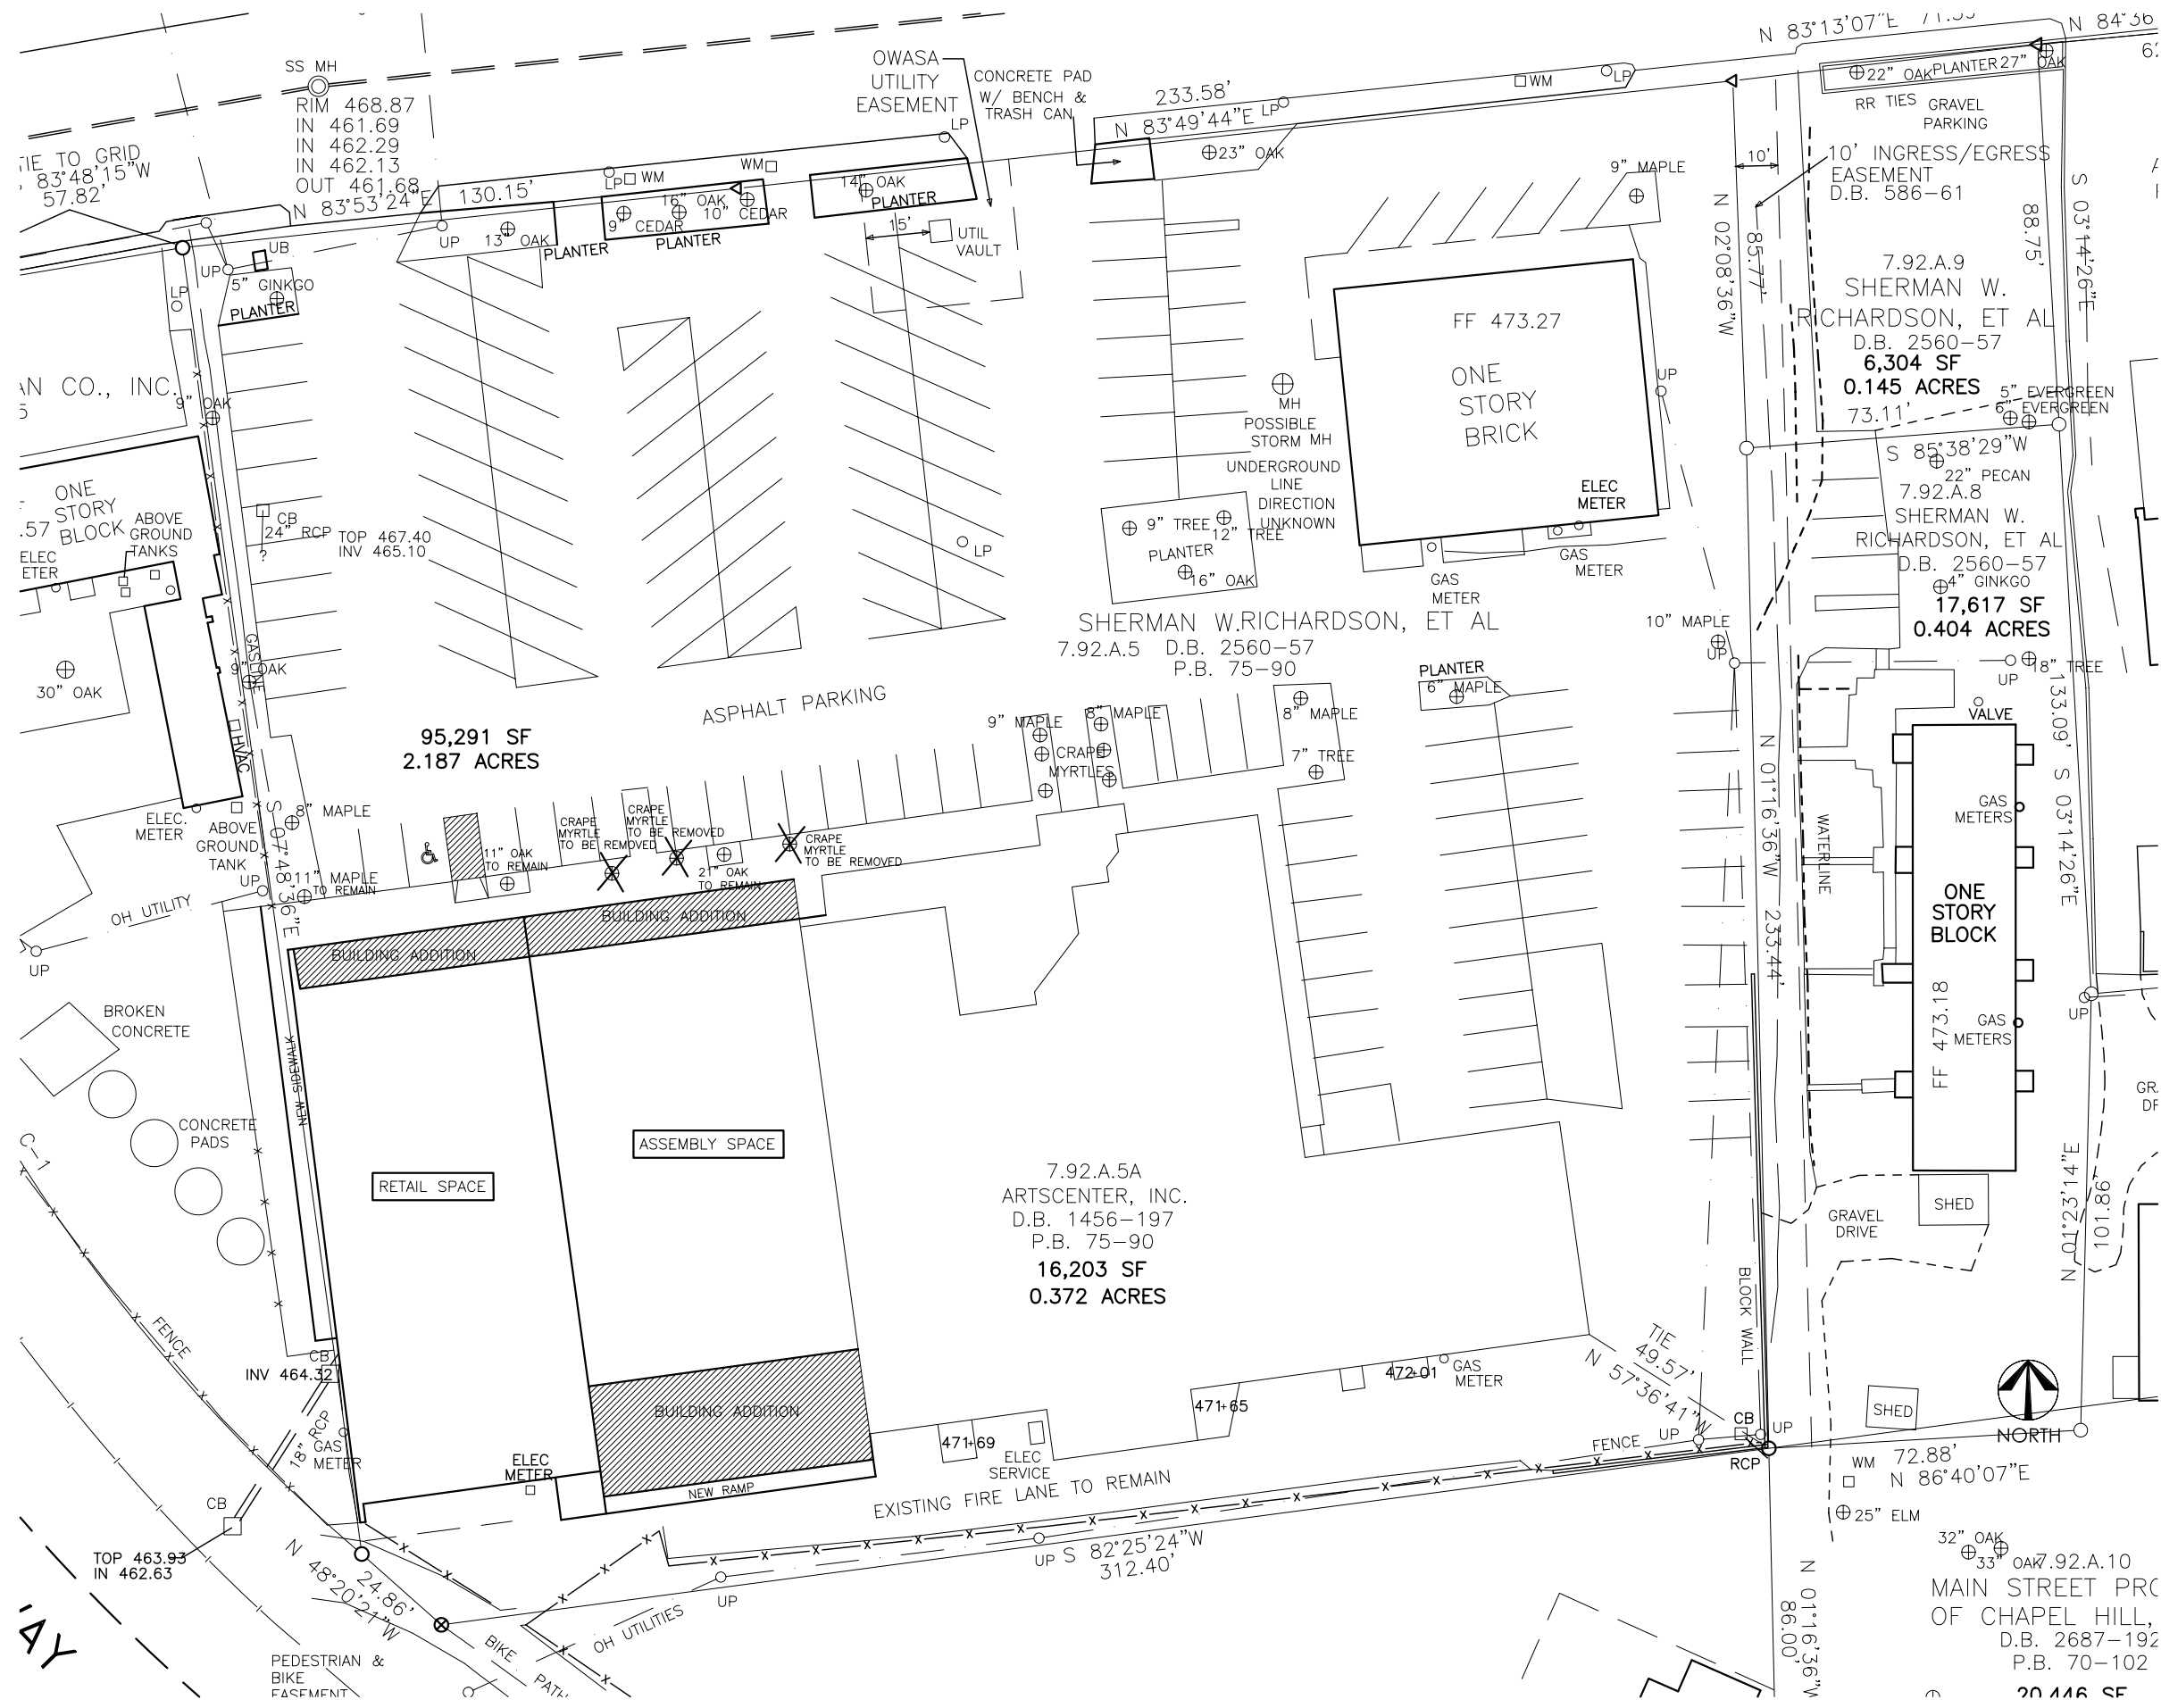 N 83°13'07"E
N 84°36
SS MH
RIM 468.87
IN 461.69
IN 462.29
IN 462.13
OUT 461.68
OWASA
UTILITY
EASEMENT
CONCRETE PAD
W/ BENCH &
TRASH CAN
233.58'
N 83°49'44"E
LP
LP
WM
22" OAK
PLANTER
27" OAK
RR TIES
GRAVEL
PARKING
TIE TO GRID
83°48'15"W
57.82'
N 83°53'24"E
130.15'
LP
WM
WM
LP
23" OAK
9" MAPLE
10'
10' INGRESS/EGRESS
EASEMENT
D.B. 586-61
UP
UB
UP
13" OAK
PLANTER
9" CEDAR
16" OAK
10" CEDAR
PLANTER
14" OAK
PLANTER
15'
UTIL
VAULT
LP
5" GINKGO
PLANTER
N 02°08'36"W
85.77'
88.75'
S 03°14'26"E
7.92.A.9
SHERMAN W.
RICHARDSON, ET AL
D.B. 2560-57
6,304 SF
0.145 ACRES
FF 473.27
ONE
STORY
BRICK
UP
AN CO., INC.
9" OAK
MH
POSSIBLE
STORM MH
UNDERGROUND
LINE
DIRECTION
UNKNOWN
5" EVERGREEN
6" EVERGREEN
73.11'
S 85°38'29"W
22" PECAN
7.92.A.8
SHERMAN W.
RICHARDSON, ET AL
D.B. 2560-57
4" GINKGO
17,617 SF
0.404 ACRES
ONE
STORY
BLOCK
.57
ABOVE
GROUND
TANKS
ELEC
ETER
CB
24" RCP
?
TOP 467.40
INV 465.10
LP
9" TREE
12" TREE
PLANTER
16" OAK
ELEC
METER
GAS
METER
GAS
METER
SHERMAN W.RICHARDSON, ET AL
7.92.A.5 D.B. 2560-57
P.B. 75-90
10" MAPLE
UP
18" TREE
UP
30" OAK
GASLINE
9" OAK
HVAC
PLANTER
6" MAPLE
ASPHALT PARKING
9" MAPLE
8" MAPLE
CRAPE
MYRTLES
8" MAPLE
7" TREE
95,291 SF
2.187 ACRES
VALVE
133.09'
S 03°14'26"E
N 01°16'36"W
233.44'
WATERLINE
GAS
METERS
ONE
STORY
BLOCK
FF 473.18
GAS
METERS
ELEC.
METER
ABOVE
GROUND
TANK
8" MAPLE
S 07°48'36"E
UP
11" MAPLE
TO REMAIN
11" OAK
TO REMAIN
CRAPE
MYRTLE
TO BE REMOVED
CRAPE
MYRTLE
TO BE REMOVED
21" OAK
TO REMAIN
CRAPE
MYRTLE
TO BE REMOVED
OH UTILITY
UP
BUILDING ADDITION
BUILDING ADDITION
BROKEN
CONCRETE
NEW SIDEWALK
CONCRETE
PADS
C-1
UP
RETAIL SPACE
ASSEMBLY SPACE
7.92.A.5A
ARTSCENTER, INC.
D.B. 1456-197
P.B. 75-90
16,203 SF
0.372 ACRES
SHED
GRAVEL
DRIVE
N 01°23'14"E
101.86'
BLOCK WALL
FENCE
CB
INV 464.32
18" RCP
GAS
METER
CB
TOP 463.93
IN 462.63
BUILDING ADDITION
ELEC
METER
NEW RAMP
471+69
ELEC
SERVICE
471+65
472+01
GAS
METER
TIE
49.57'
N 57°36'41"W
EXISTING FIRE LANE TO REMAIN
FENCE
UP
CB
UP
RCP
SHED
NORTH
WM
72.88'
N 86°40'07"E
25" ELM
32" OAK
33" OAK
7.92.A.10
MAIN STREET PRO
OF CHAPEL HILL,
D.B. 2687-192
P.B. 70-102
20,446 SF
N 01°16'36"W
86.00'
UP
S 82°25'24"W
312.40'
UP
OH UTILITIES
N 48°20'21"W
24.86'
BIKE PATH
PEDESTRIAN &
BIKE
EASEMENT
AY